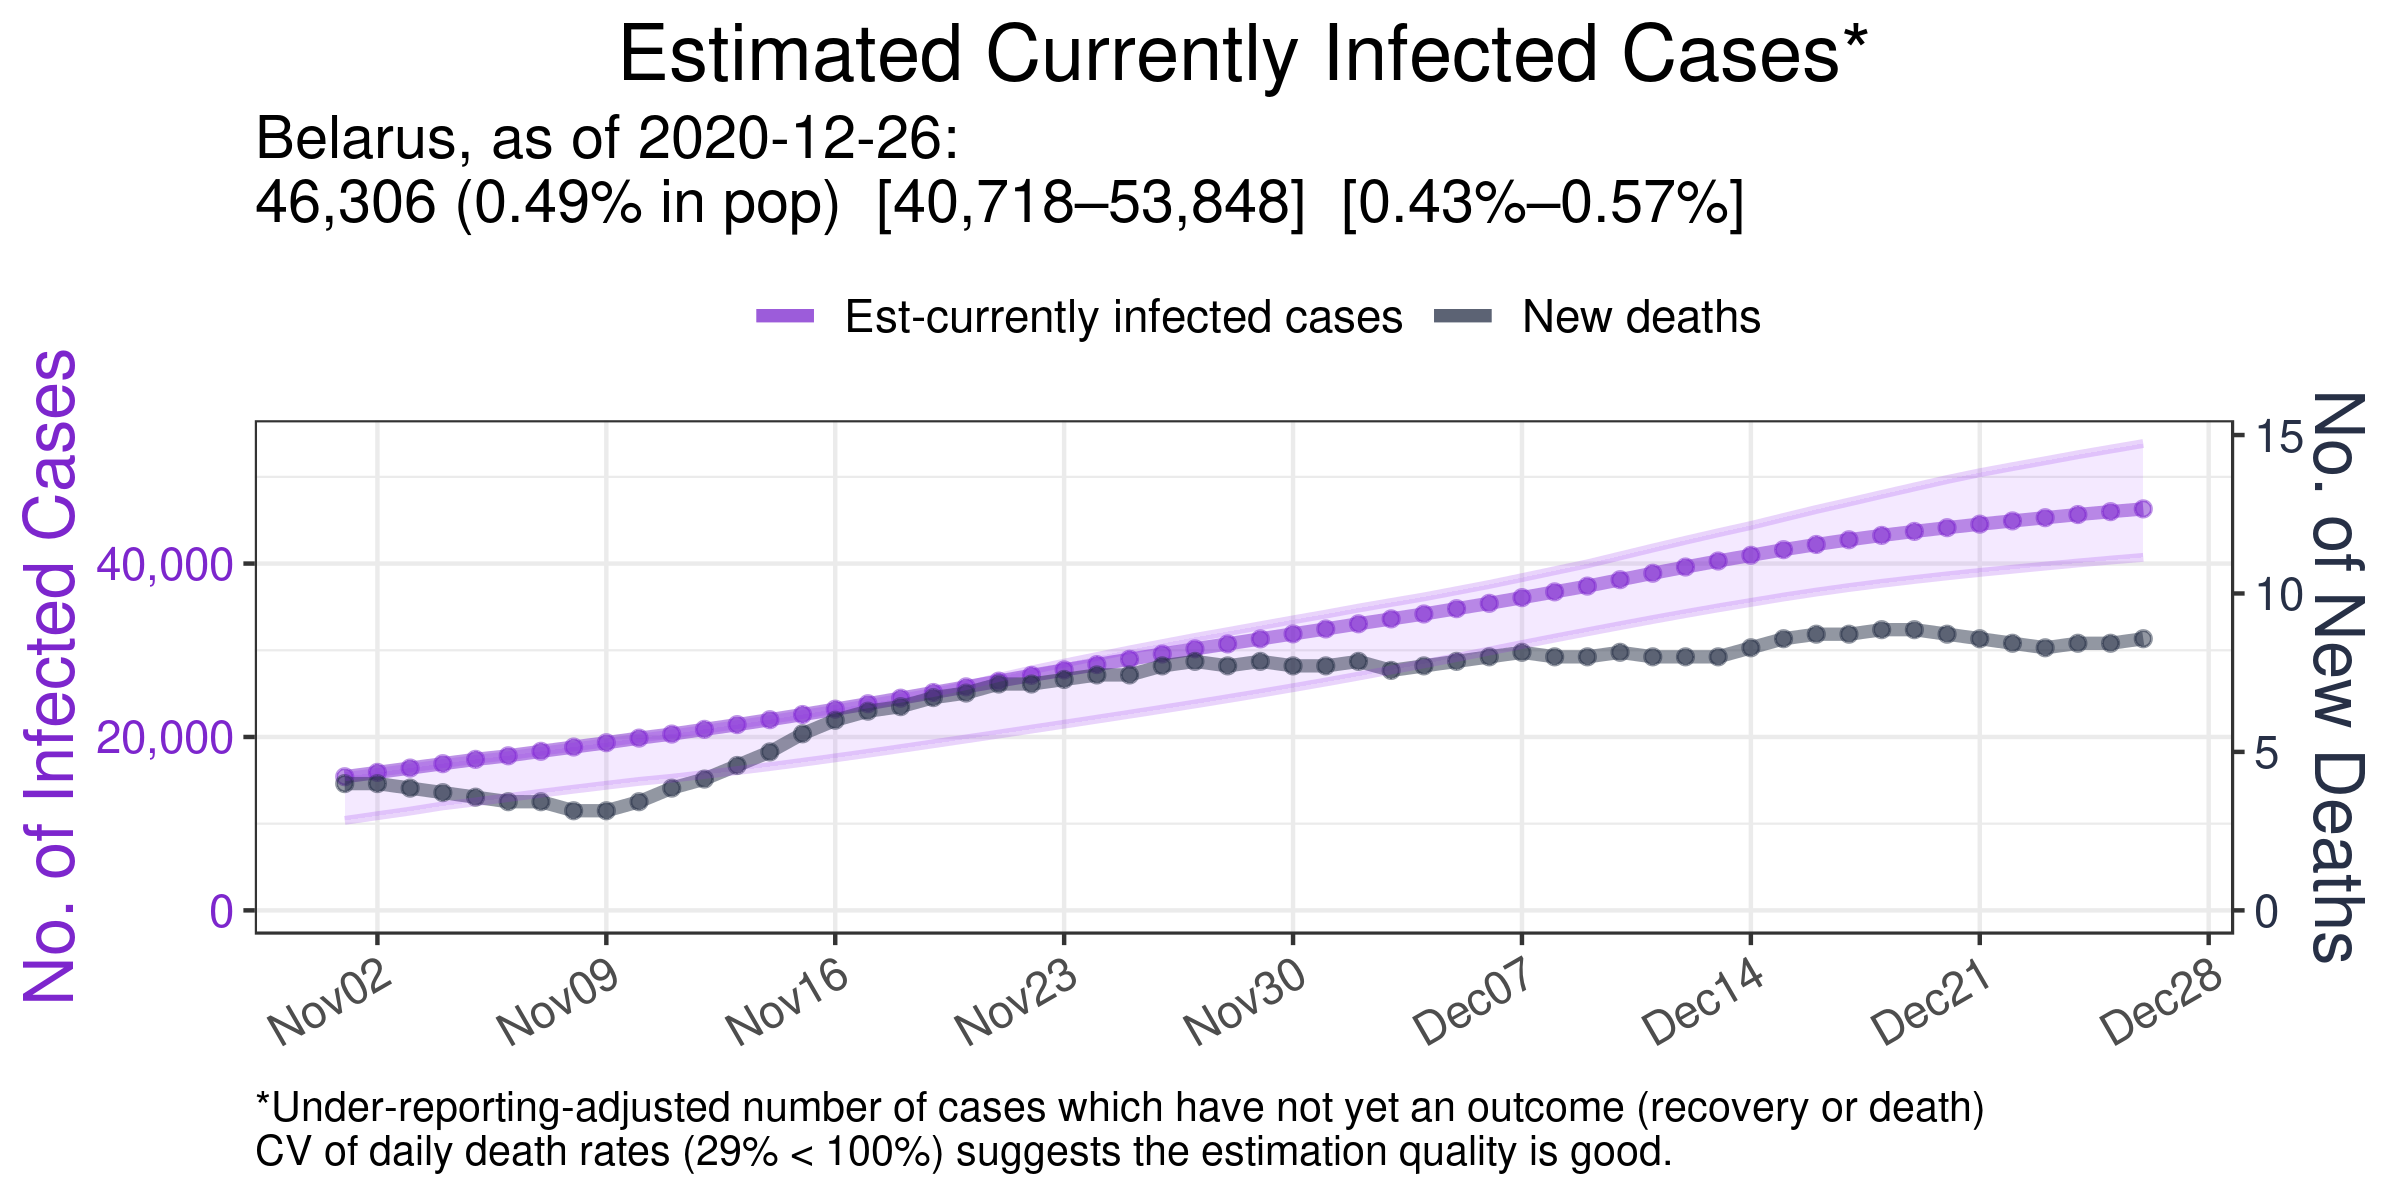 Estimated Currently Infected Cases*
Belarus, as of 2020-12-26:
46,306 (0.49% in pop)  [40,718–53,848]  [0.43%–0.57%]
Est-currently infected cases
New deaths
No. of Infected Cases
40,000
20,000
0
15
10
5
0
No. of New Deaths
Nov02
Nov09
Nov16
Nov23
Nov30
Dec07
Dec14
Dec21
Dec28
*Under-reporting-adjusted number of cases which have not yet an outcome (recovery or death)
CV of daily death rates (29% < 100%) suggests the estimation quality is good.